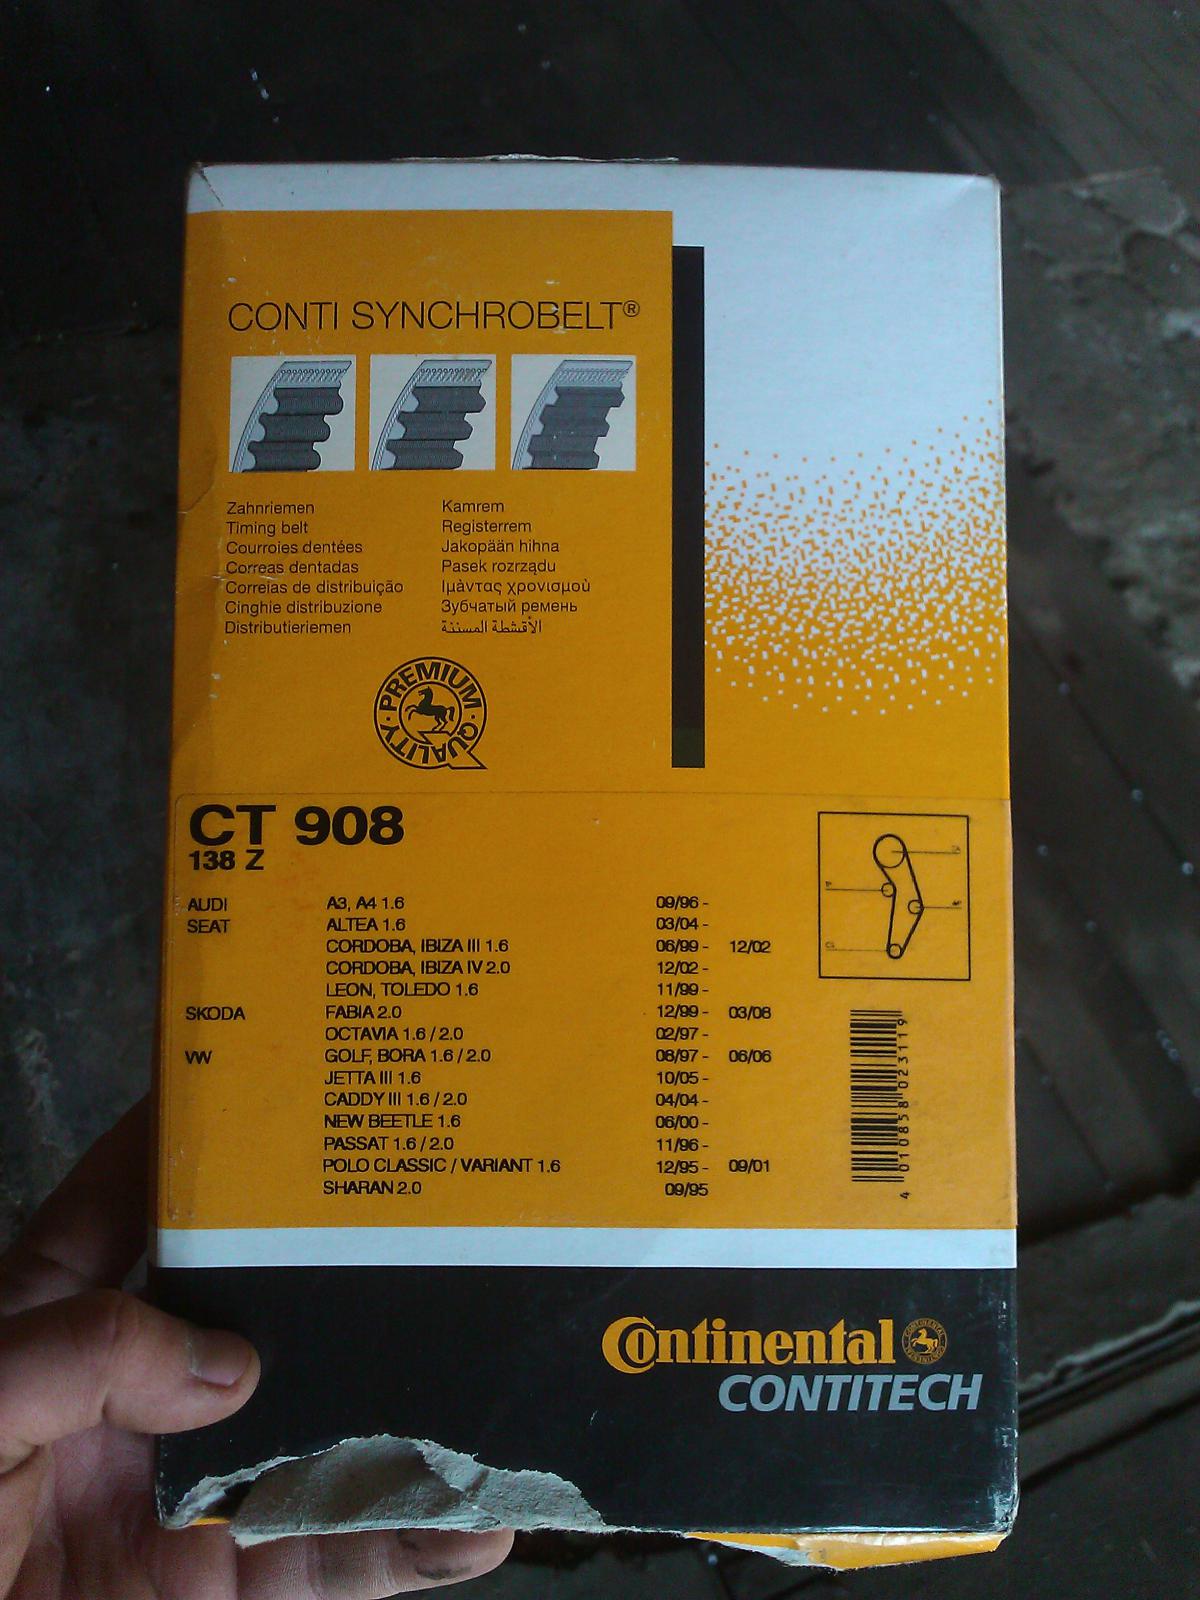 CONTI SYNCHROBELT®
Zahnriemen
Timing belt
Courroies dentées
Correas dentadas
Correias de distribuição
Cinghie distribuzione
Distributieriemen
Kamrem
Registerrem
Jakopään hihna
Pasek rozrządu
Ιμὰντας χρονισμοὺ
Зубчатый ремень
الأقشطة المسننة
PREMIUM · QUALITY ·
CT 908
138 Z
AUDI A3, A4 1.6 09/96 -
SEAT ALTEA 1.6 03/04 -
CORDOBA, IBIZA III 1.6 06/99 - 12/02
CORDOBA, IBIZA IV 2.0 12/02 -
LEON, TOLEDO 1.6 11/99 -
SKODA FABIA 2.0 12/99 - 03/08
OCTAVIA 1.6 / 2.0 02/97 -
VW GOLF, BORA 1.6 / 2.0 08/97 - 06/06
JETTA III 1.6 10/05 -
CADDY III 1.6 / 2.0 04/04 -
NEW BEETLE 1.6 06/00 -
PASSAT 1.6 / 2.0 11/96 -
POLO CLASSIC / VARIANT 1.6 12/95 - 09/01
SHARAN 2.0 09/95
4 010858 023119
Continental
CONTITECH